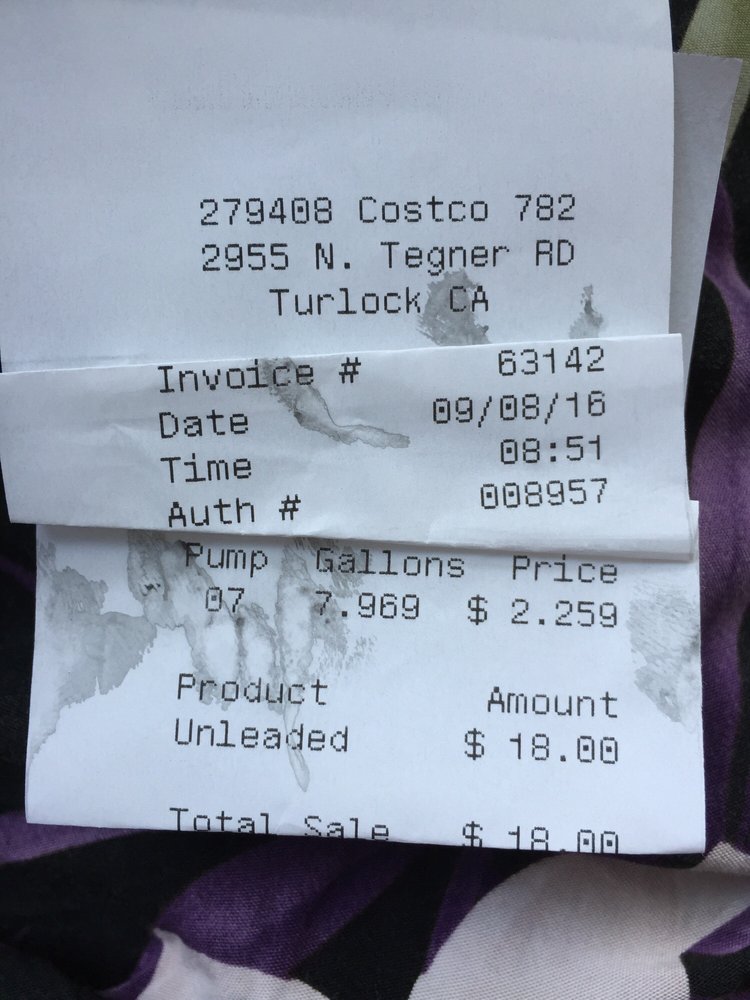 279408 Costco 782
2955 N. Tegner RD
Turlock CA
Invoice # 63142
Date 09/08/16
Time 08:51
Auth # 008957
Pump Gallons Price
07 7.969 $ 2.259
Product Amount
Unleaded $ 18.00
Total Sale $ 18.00